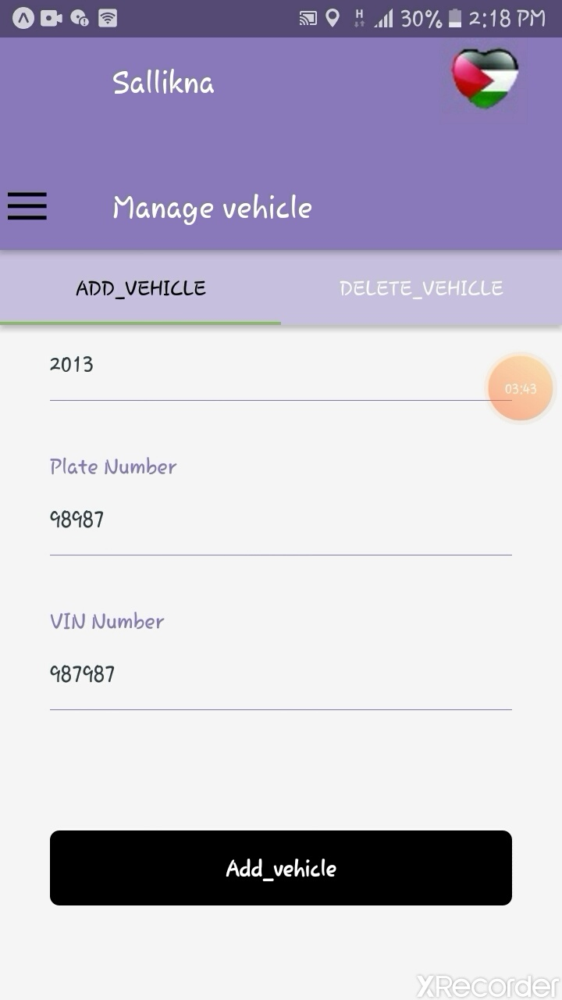 H 30% 2:18 PM
Sallikna
Manage vehicle
ADD_VEHICLE DELETE_VEHICLE
2013
03:43
Plate Number
98987
VIN Number
987987
Add_vehicle
XRecorder